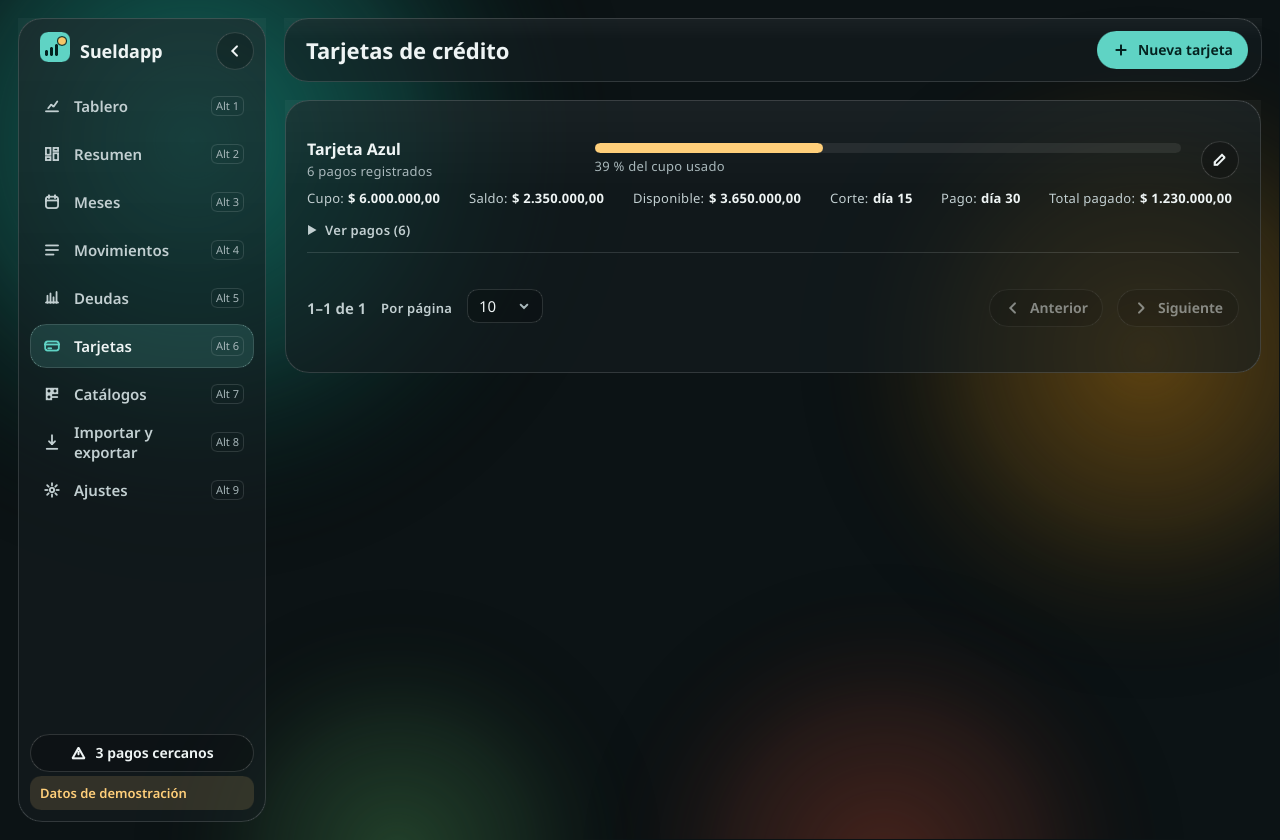 Sueldapp
Tablero Alt 1
Resumen Alt 2
Meses Alt 3
Movimientos Alt 4
Deudas Alt 5
Tarjetas Alt 6
Catálogos Alt 7
Importar y
exportar Alt 8
Ajustes Alt 9
3 pagos cercanos
Datos de demostración
Tarjetas de crédito
Nueva tarjeta
Tarjeta Azul
6 pagos registrados
39 % del cupo usado
Cupo: $ 6.000.000,00 Saldo: $ 2.350.000,00 Disponible: $ 3.650.000,00 Corte: día 15 Pago: día 30 Total pagado: $ 1.230.000,00
Ver pagos (6)
1–1 de 1 Por página 10 Anterior Siguiente